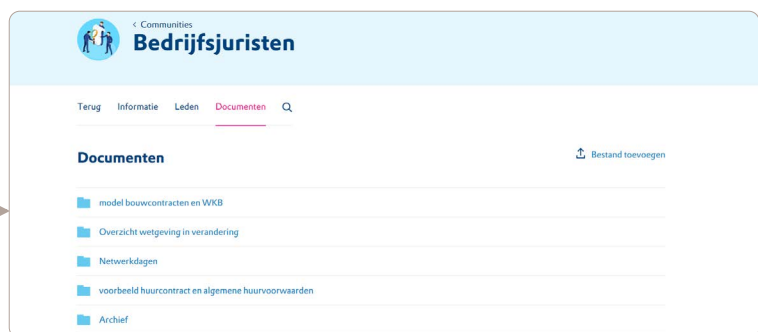 < Communities
Bedrijfsjuristen
Terug Informatie Leden Documenten
Documenten
Bestand toevoegen
model bouwcontracten en WKB
Overzicht wetgeving in verandering
Netwerkdagen
voorbeeld huurcontract en algemene huurvoorwaarden
Archief